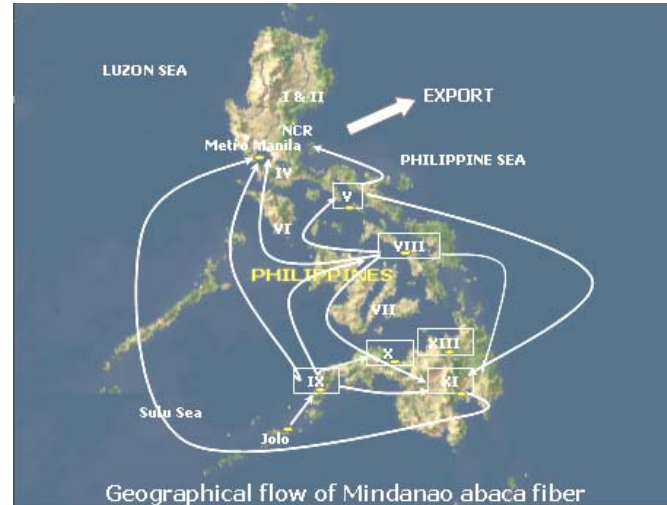 LUZON SEA
I & II
EXPORT
NCR
Metro Manila
PHILIPPINE SEA
IV
V
VI
VIII
PHILIPPINES
VII
XIII
X
IX
XI
Sulu Sea
Jolo
Geographical flow of Mindanao abaca fiber